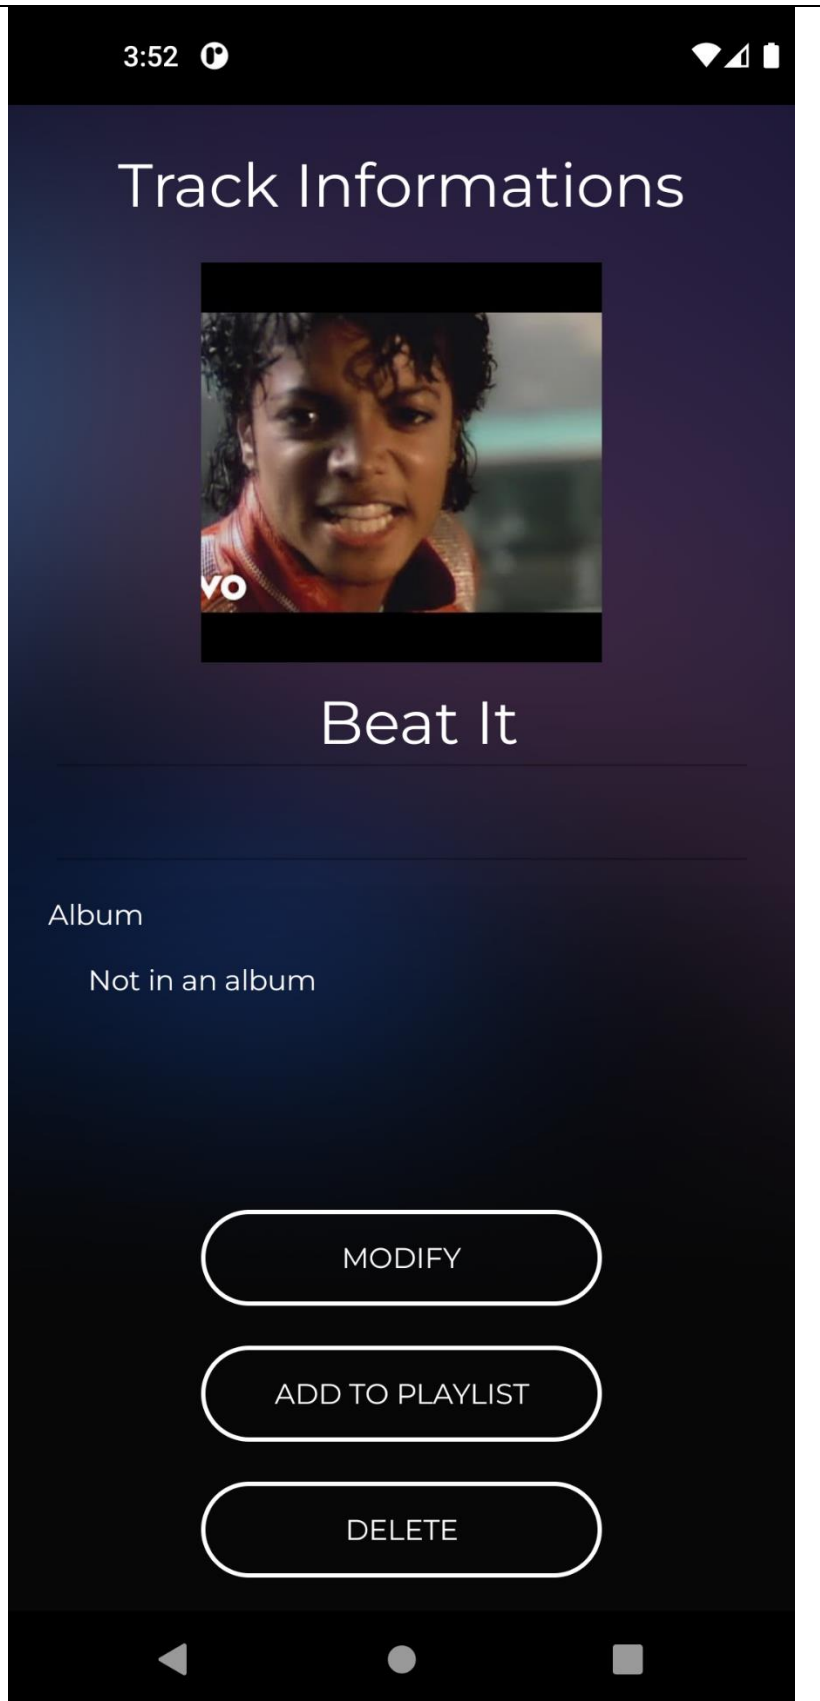 3:52
Track Informations
VO
Beat It
Album
Not in an album
MODIFY
ADD TO PLAYLIST
DELETE